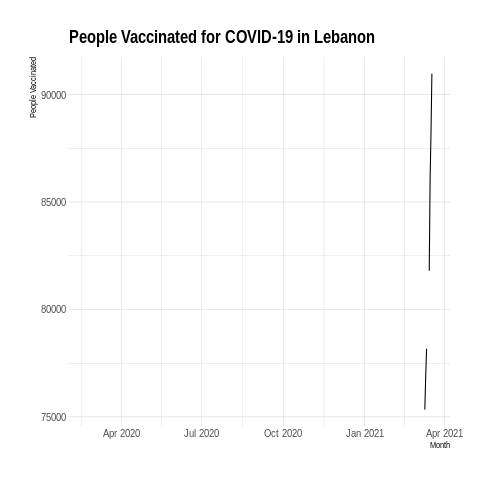 People Vaccinated for COVID-19 in Lebanon
People Vaccinated
90000
85000
80000
75000
Apr 2020
Jul 2020
Oct 2020
Jan 2021
Apr 2021
Month